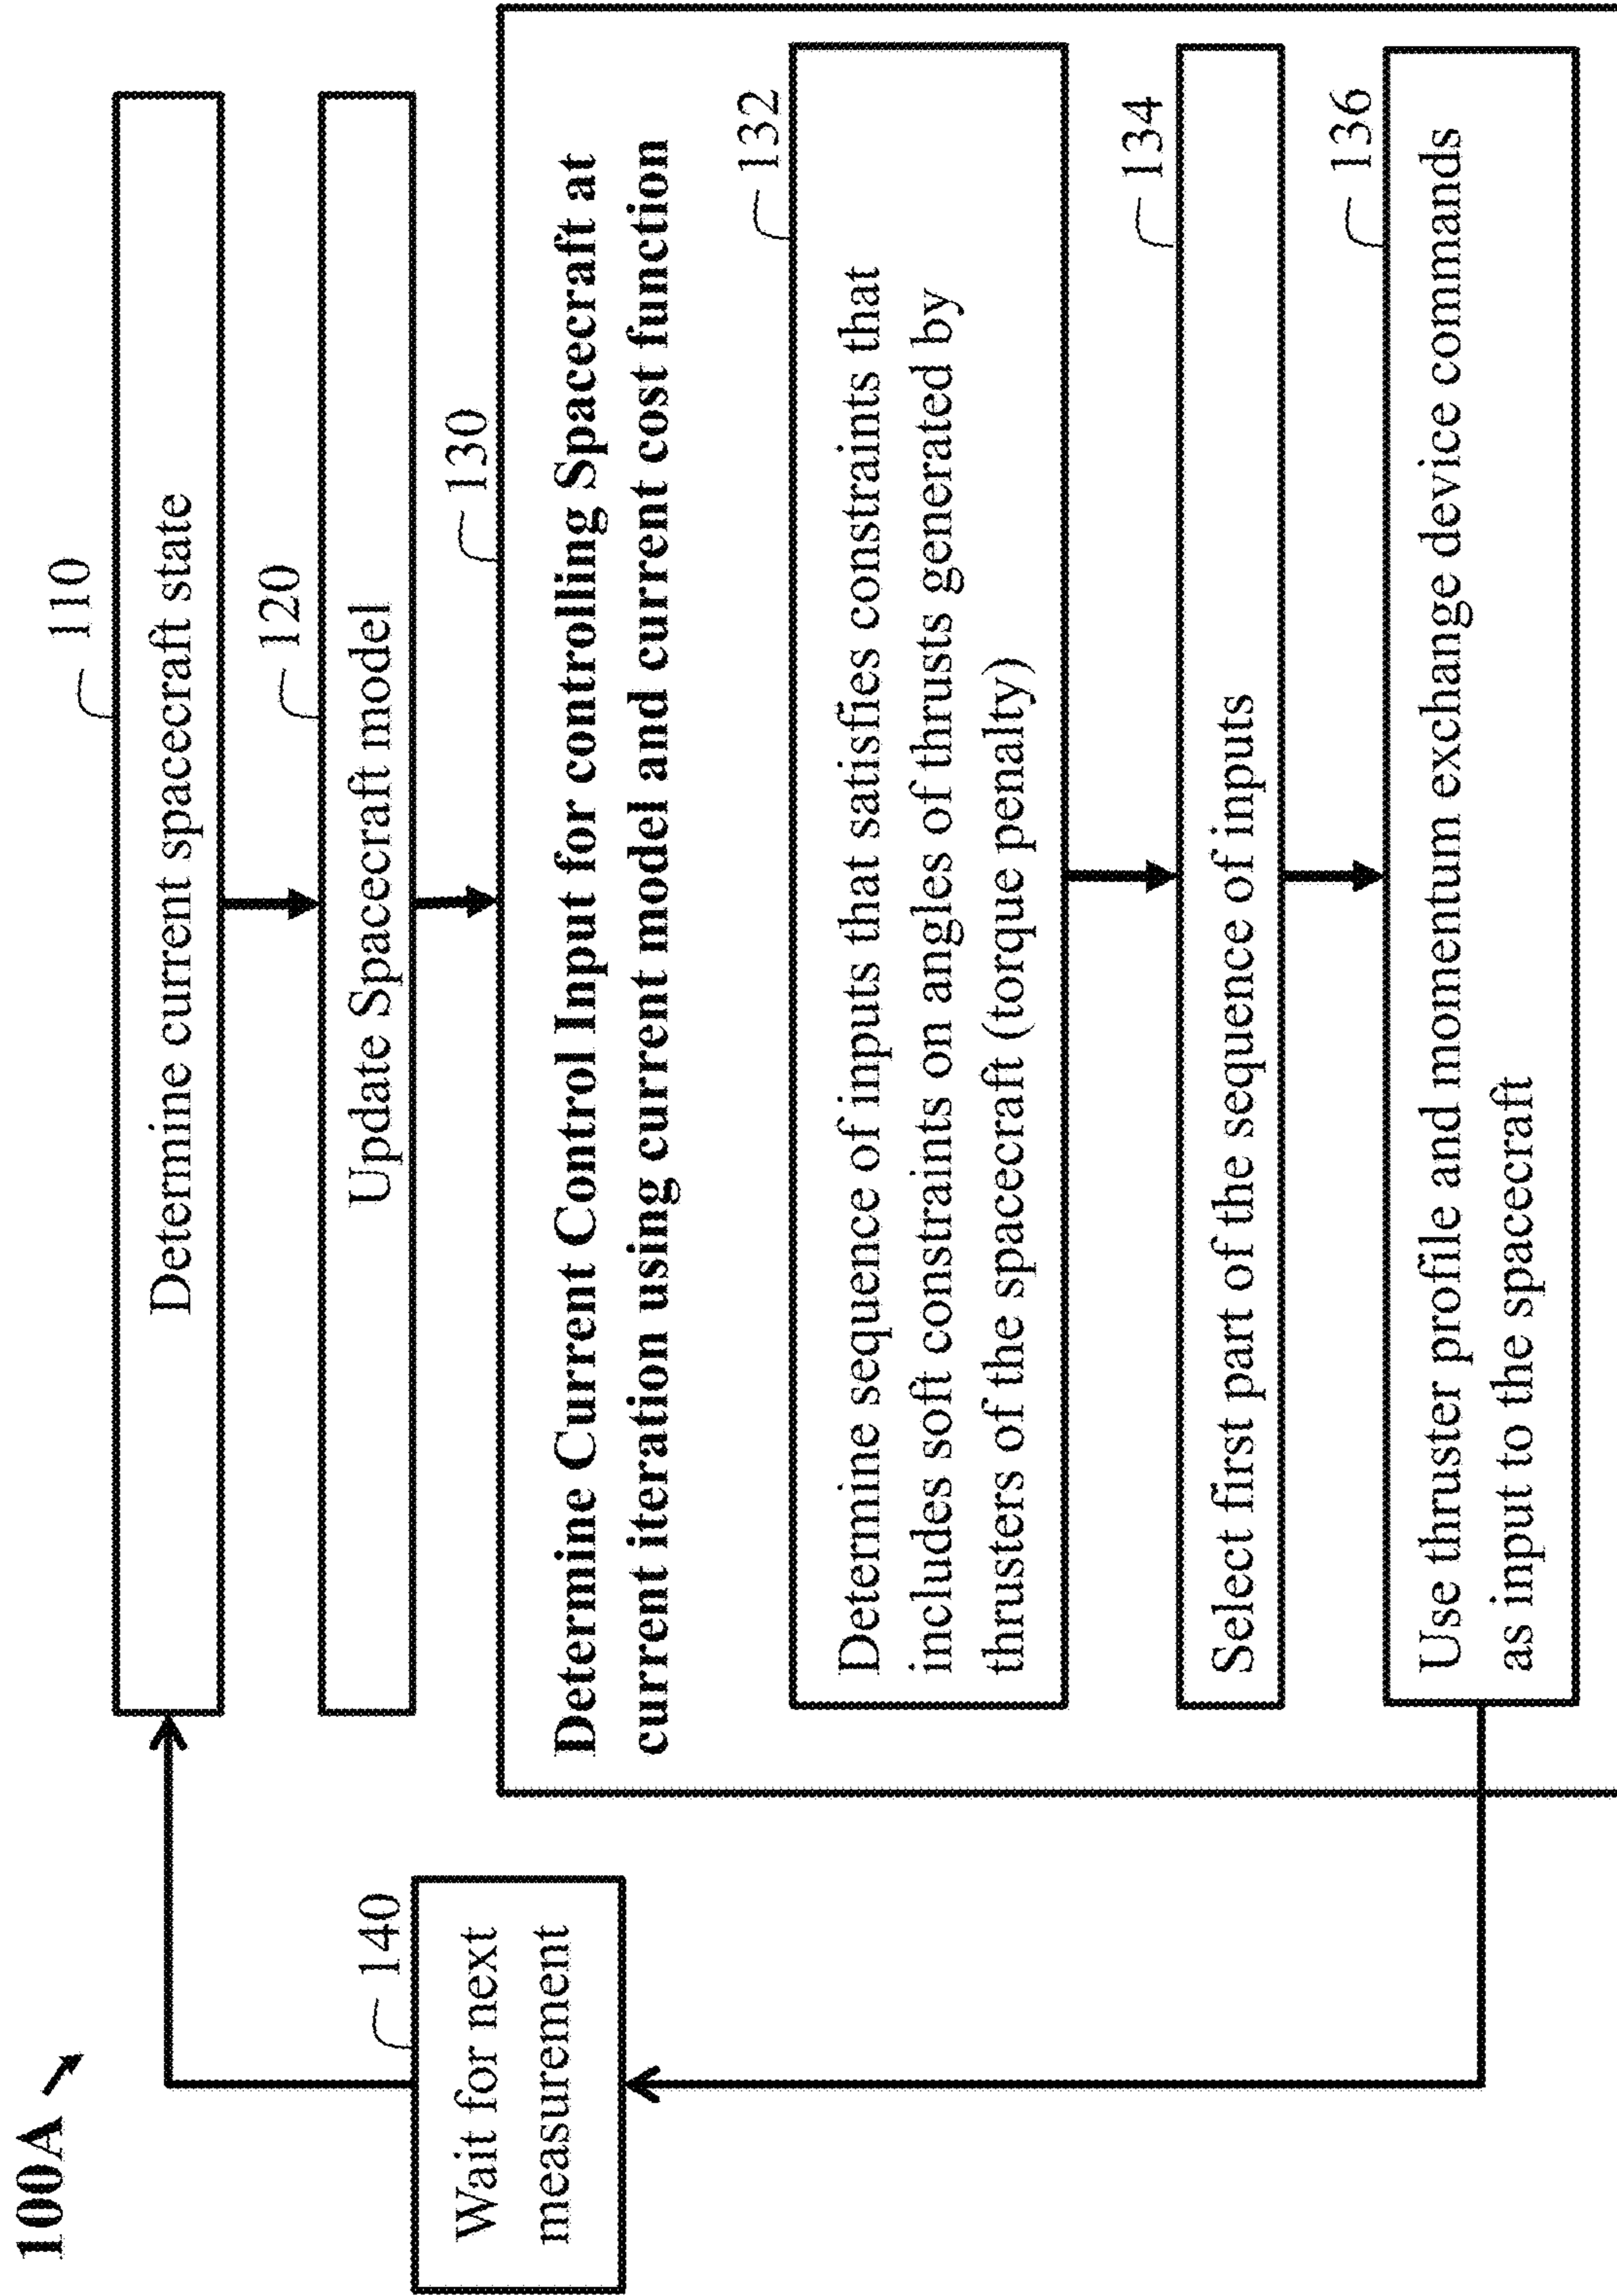 100A
110
Determine current spacecraft state
120
Update Spacecraft model
130
Determine Current Control Input for controlling Spacecraft at
current iteration using current model and current cost function
132
Determine sequence of inputs that satisfies constraints that
includes soft constraints on angles of thrusts generated by
thrusters of the spacecraft (torque penalty)
134
Select first part of the sequence of inputs
136
Use thruster profile and momentum exchange device commands
as input to the spacecraft
140
Wait for next
measurement